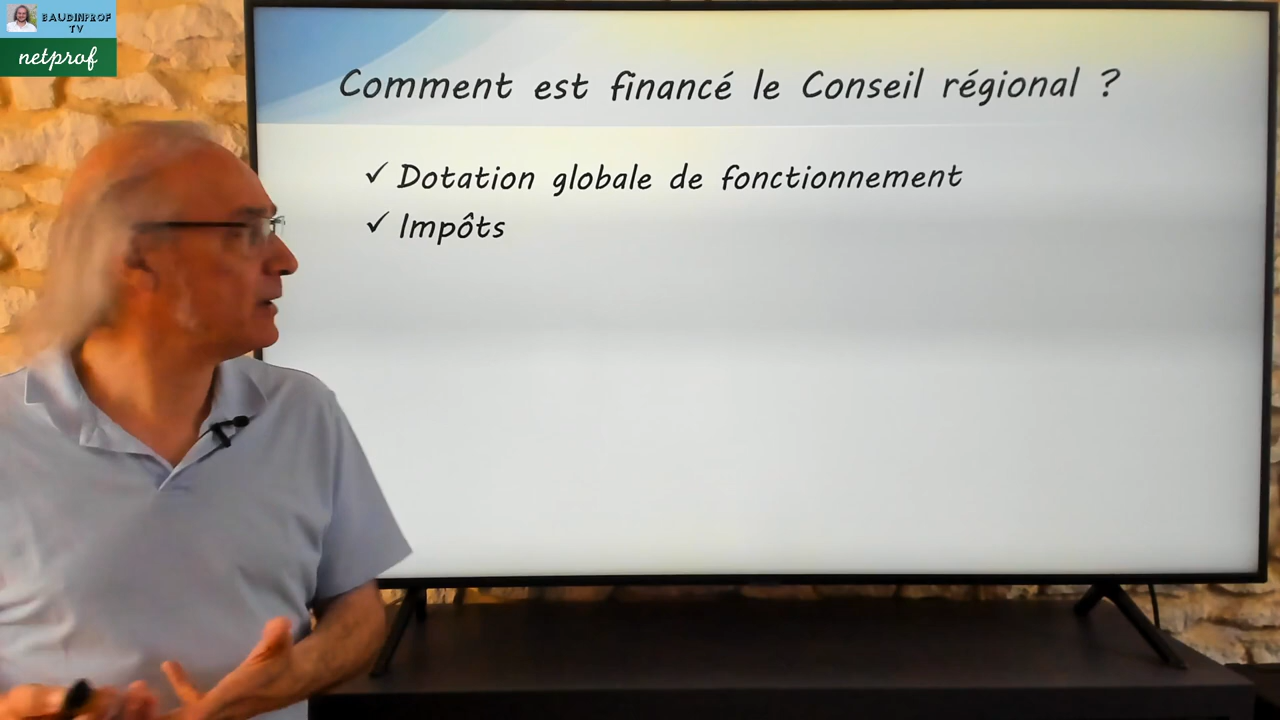 BAUDINPROF
TV
netprof
Comment est financé le Conseil régional ?
✓ Dotation globale de fonctionnement
✓ Impôts